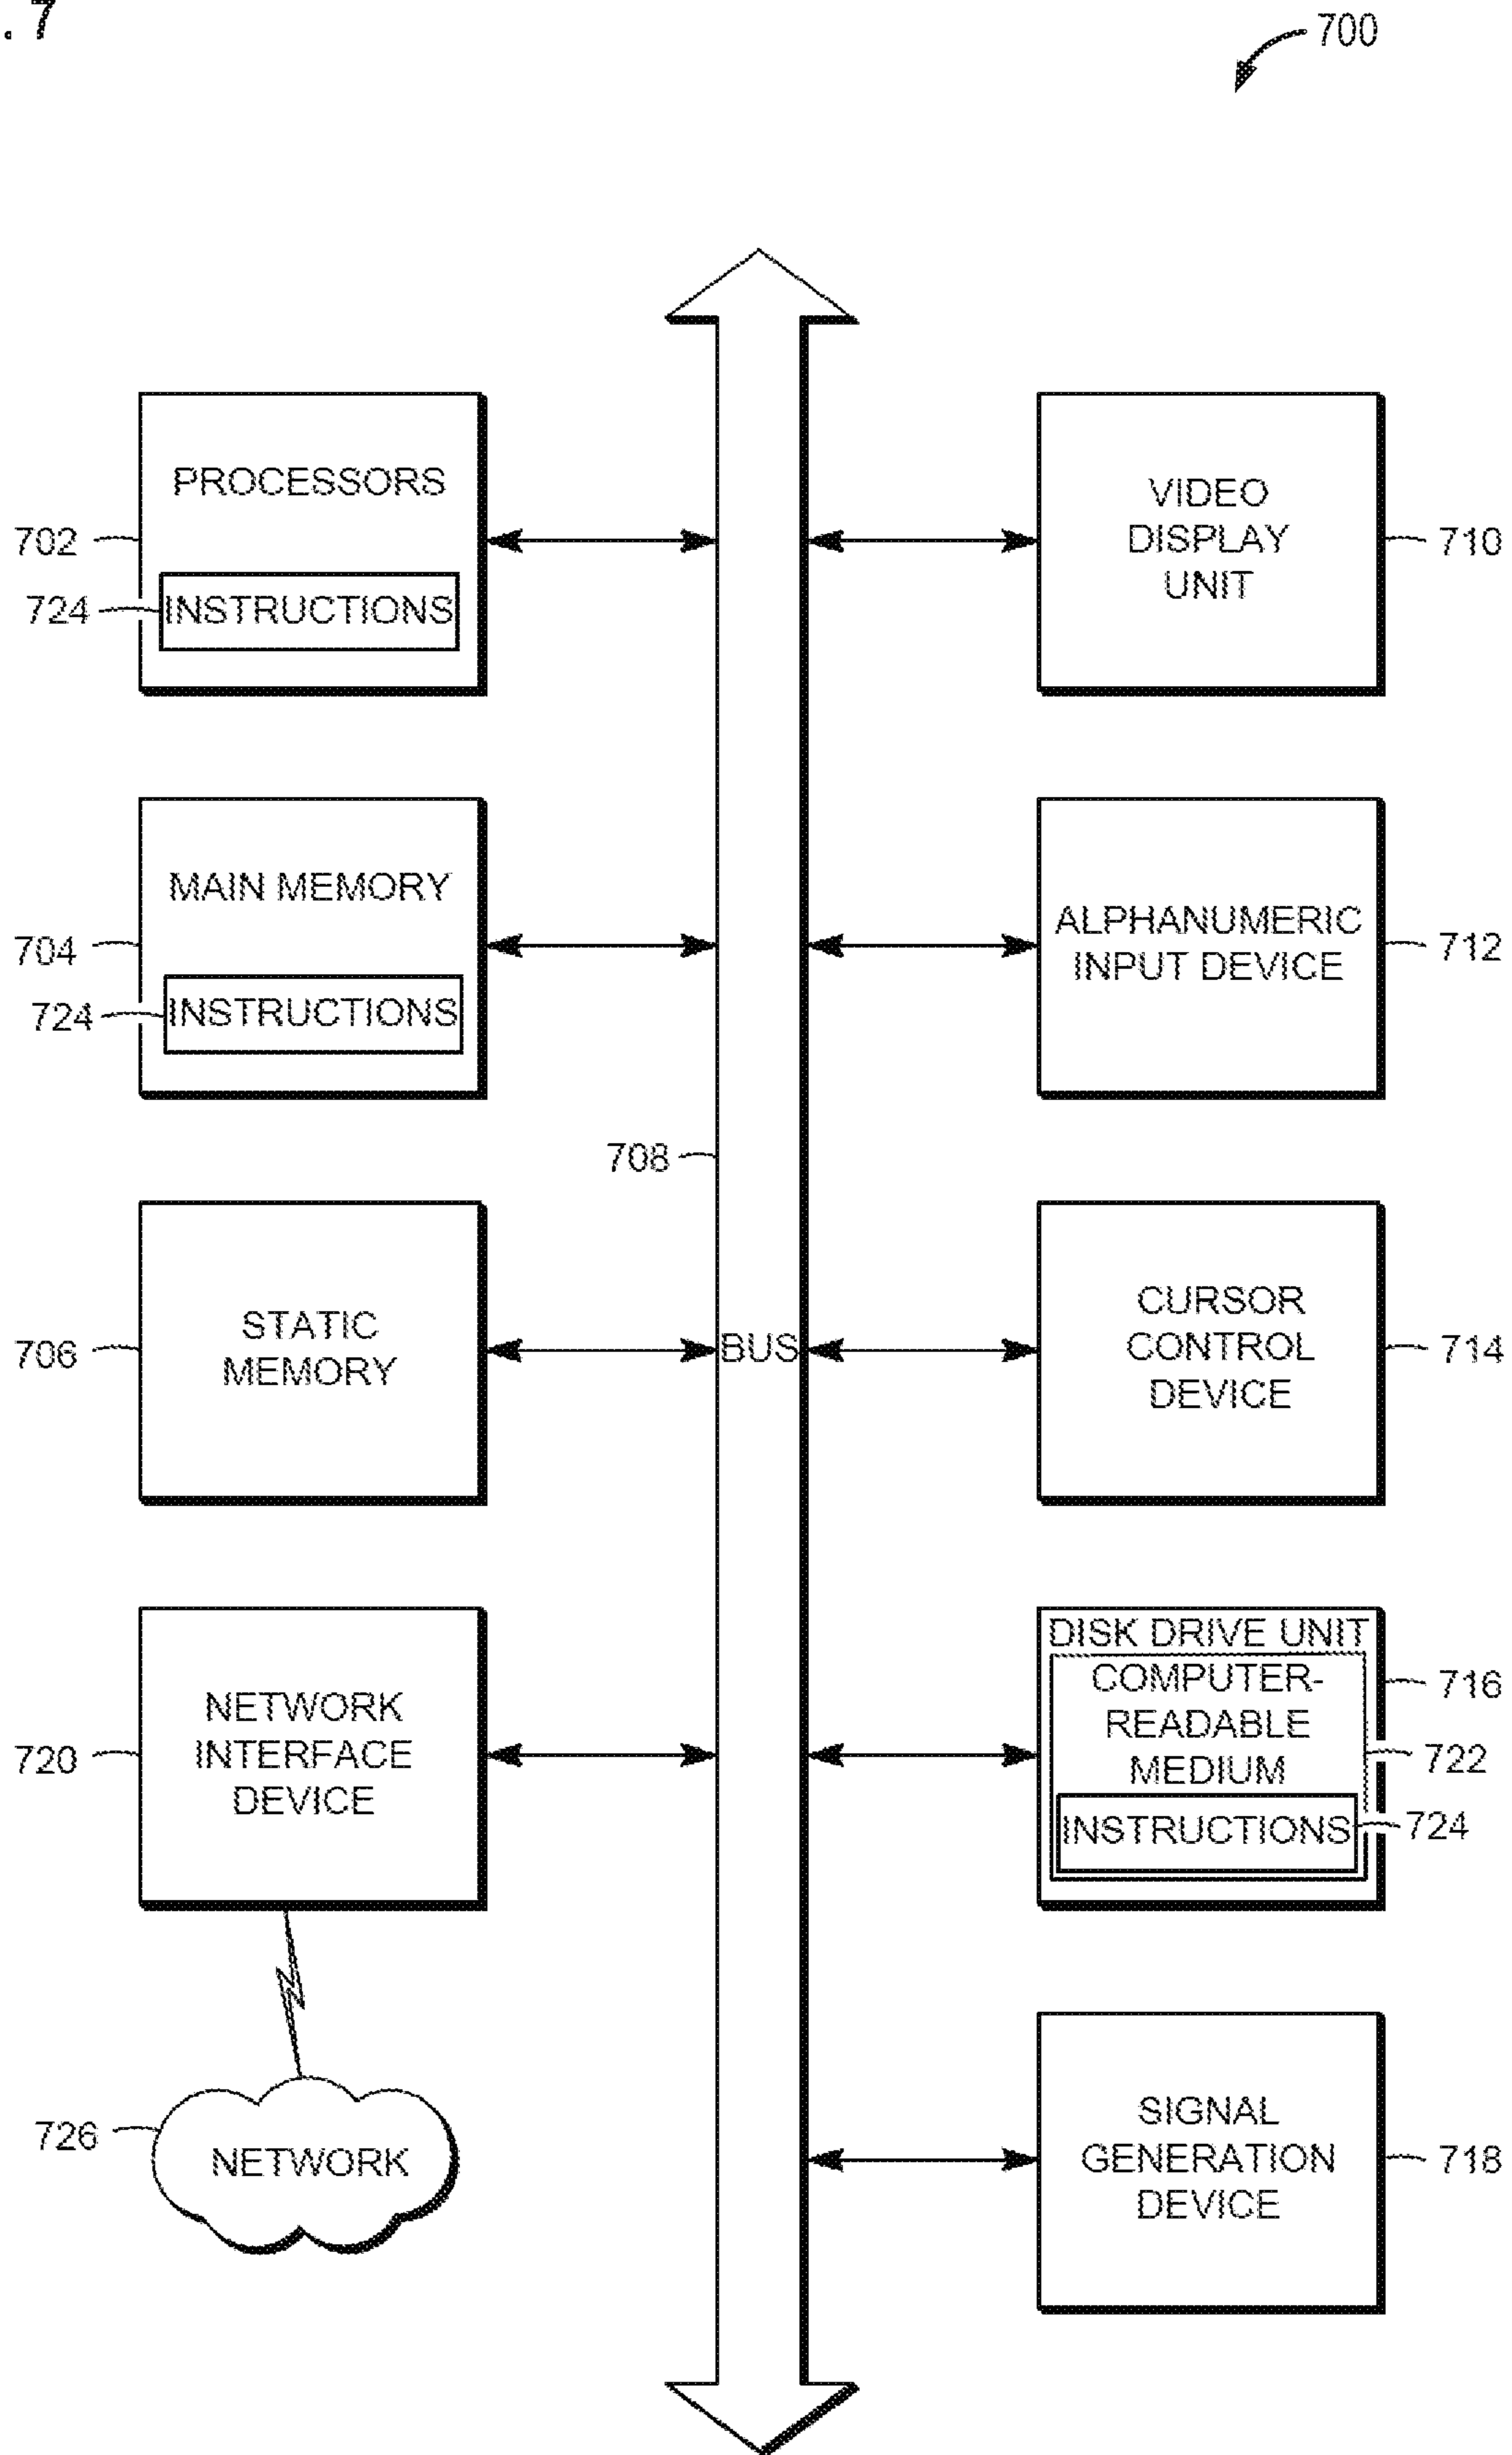 . 7
700
PROCESSORS
702
724
INSTRUCTIONS
VIDEO
DISPLAY
UNIT
710
MAIN MEMORY
704
724
INSTRUCTIONS
ALPHANUMERIC
INPUT DEVICE
712
708
STATIC
MEMORY
706
BUS
CURSOR
CONTROL
DEVICE
714
NETWORK
INTERFACE
DEVICE
720
DISK DRIVE UNIT
COMPUTER-
READABLE
MEDIUM
716
722
INSTRUCTIONS
724
726
NETWORK
SIGNAL
GENERATION
DEVICE
718